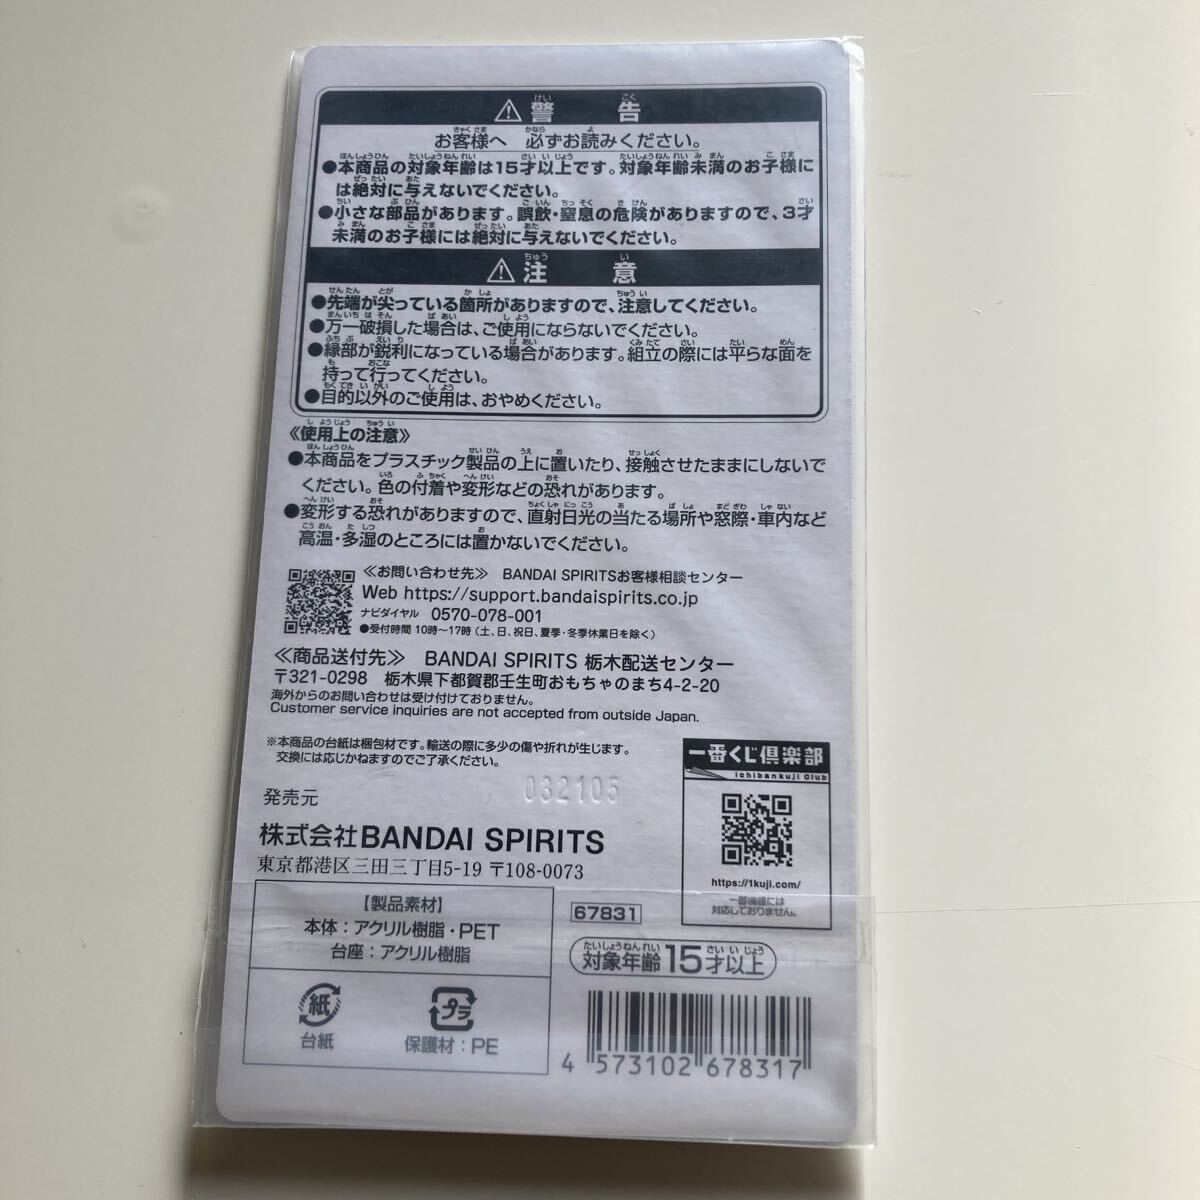 ⚠警告
お客様へ 必ずお読みください。
●本商品の対象年齢は15才以上です。対象年齢未満のお子様に
は絶対に与えないでください。
●小さな部品があります。誤飲・窒息の危険がありますので、3才
未満のお子様には絶対に与えないでください。
⚠注意
●先端が尖っている箇所がありますので、注意してください。
●万一破損した場合は、ご使用にならないでください。
●縁部が鋭利になっている場合があります。組立の際には平らな面を
持って行ってください。
●目的以外のご使用は、おやめください。
《使用上の注意》
●本商品をプラスチック製品の上に置いたり、接触させたままにしないで
ください。色の付着や変形などの恐れがあります。
●変形する恐れがありますので、直射日光の当たる場所や窓際・車内など
高温・多湿のところには置かないでください。
≪お問い合わせ先≫ BANDAI SPIRITSお客様相談センター
Web https://support.bandaispirits.co.jp
ナビダイヤル 0570-078-001
●受付時間 10時～17時（土、日、祝日、夏季・冬季休業日を除く）
≪商品送付先≫ BANDAI SPIRITS 栃木配送センター
〒321-0298 栃木県下都賀郡壬生町おもちゃのまち4-2-20
海外からのお問い合わせは受け付けておりません。
Customer service inquiries are not accepted from outside Japan.
※本商品の台紙は梱包材です。輸送の際に多少の傷や折れが生じます。
交換には応じかねますのでご了承ください。
032105
発売元
株式会社BANDAI SPIRITS
東京都港区三田三丁目5-19 〒108-0073
一番くじ倶楽部
ichibankuji Club
https://1kuji.com/
一部機種には
対応しておりません。
【製品素材】
本体：アクリル樹脂・PET
台座：アクリル樹脂
紙
台紙
プラ
保護材：PE
67831
対象年齢15才以上
4 573102 678317